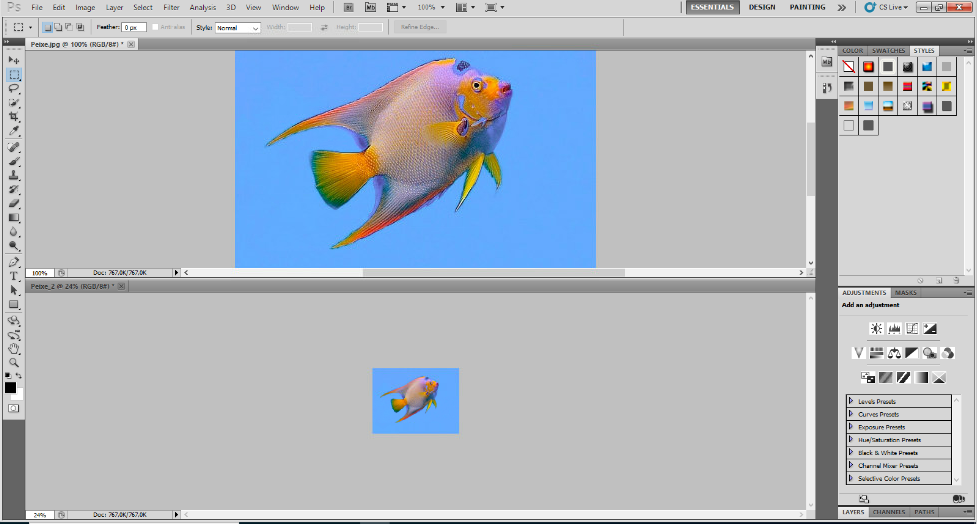 Ps File Edit Image Layer Select Filter Analysis 3D View Window Help Br Mb 100% ESSENTIALS DESIGN PAINTING CS Live
Feather: 0 px Anti-alias Style: Normal Width: Height: Refine Edge...
Peixe.jpg @ 100% (RGB/8#) *
100% Doc: 767,0K/767,0K
Peixe_2 @ 24% (RGB/8#) *
24% Doc: 767,0K/767,0K
Mb
COLOR SWATCHES STYLES
ADJUSTMENTS MASKS
Add an adjustment
Levels Presets
Curves Presets
Exposure Presets
Hue/Saturation Presets
Black & White Presets
Channel Mixer Presets
Selective Color Presets
LAYERS CHANNELS PATHS